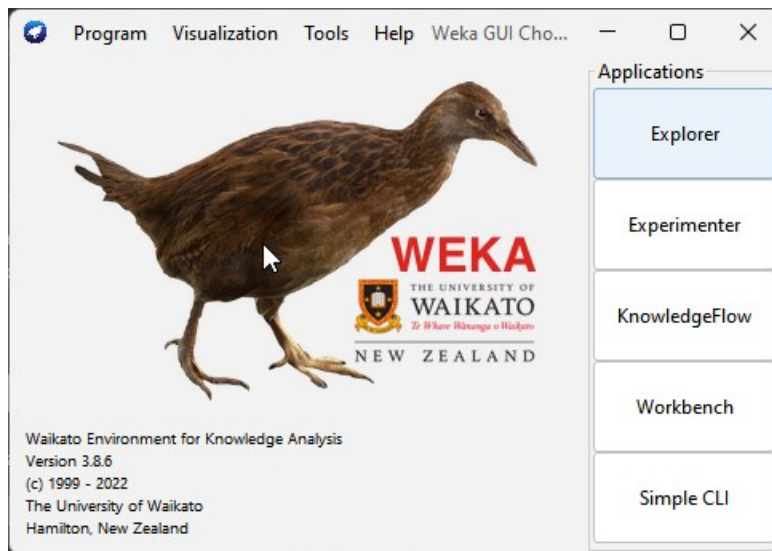 Program Visualization Tools Help Weka GUI Cho...
Applications
Explorer
Experimenter
KnowledgeFlow
Workbench
Simple CLI
WEKA
THE UNIVERSITY OF
WAIKATO
Te Whare Wānanga o Waikato
NEW ZEALAND
Waikato Environment for Knowledge Analysis
Version 3.8.6
(c) 1999 - 2022
The University of Waikato
Hamilton, New Zealand